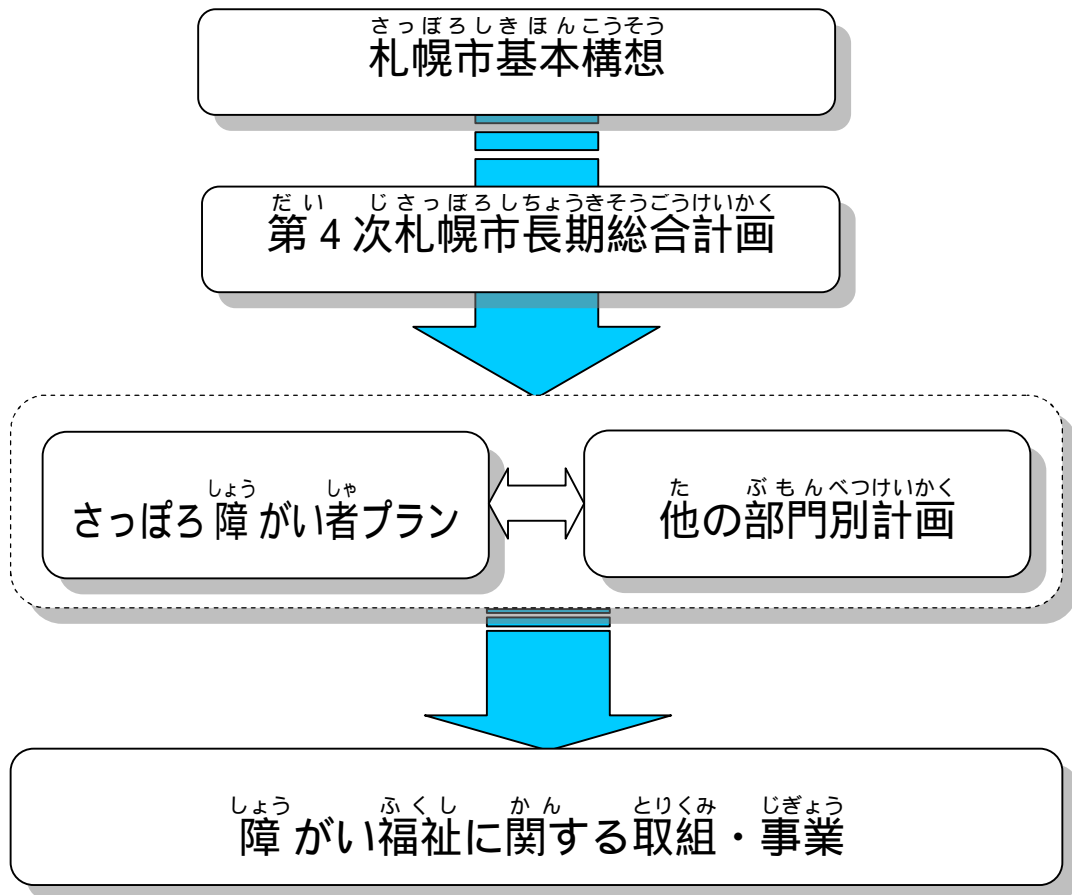 さっぽろしきほんこうそう
札幌市基本構想
だい じさっぽろしちょうきそうごうけいかく
第4次札幌市長期総合計画
しょう しゃ
さっぽろ障がい者プラン
た ぶもんべつけいかく
他の部門別計画
しょう ふくし かん とりくみ じぎょう
障がい福祉に関する取組・事業